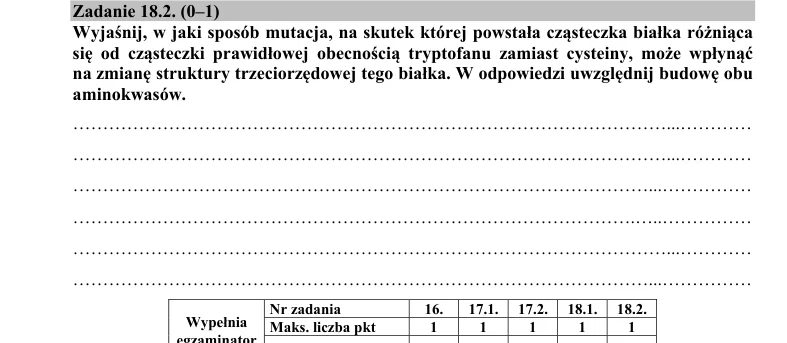 Zadanie 18.2. (0–1)
Wyjaśnij, w jaki sposób mutacja, na skutek której powstała cząsteczka białka różniąca
się od cząsteczki prawidłowej obecnością tryptofanu zamiast cysteiny, może wpłynąć
na zmianę struktury trzeciorzędowej tego białka. W odpowiedzi uwzględnij budowę obu
aminokwasów.
Wypełnia
egzaminator
Nr zadania 16. 17.1. 17.2. 18.1. 18.2.
Maks. liczba pkt 1 1 1 1 1